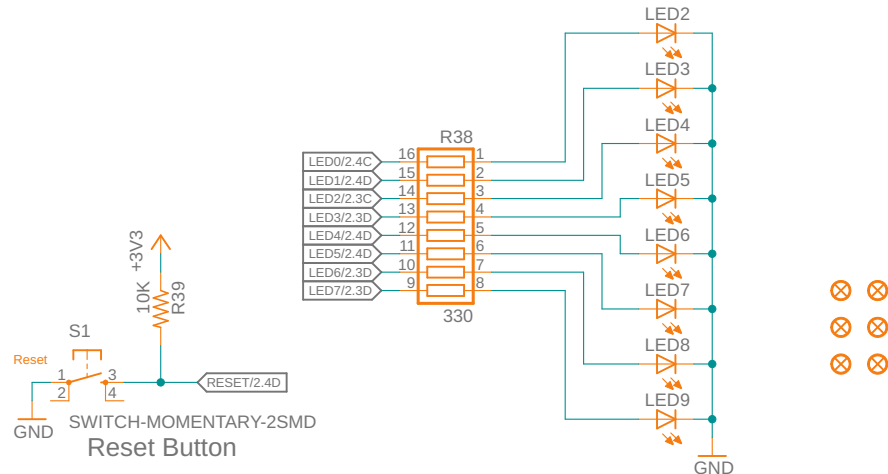 LED2
LED3
LED4
LED5
LED6
LED7
LED8
LED9
GND
R38
LED0/2.4C 16 1
LED1/2.4D 15 2
LED2/2.3C 14 3
LED3/2.3D 13 4
LED4/2.4D 12 5
LED5/2.4D 11 6
LED6/2.3D 10 7
LED7/2.3D 9 8
330
+3V3
10K
R39
S1
Reset
1 3
2 4
RESET/2.4D
GND
SWITCH-MOMENTARY-2SMD
Reset Button